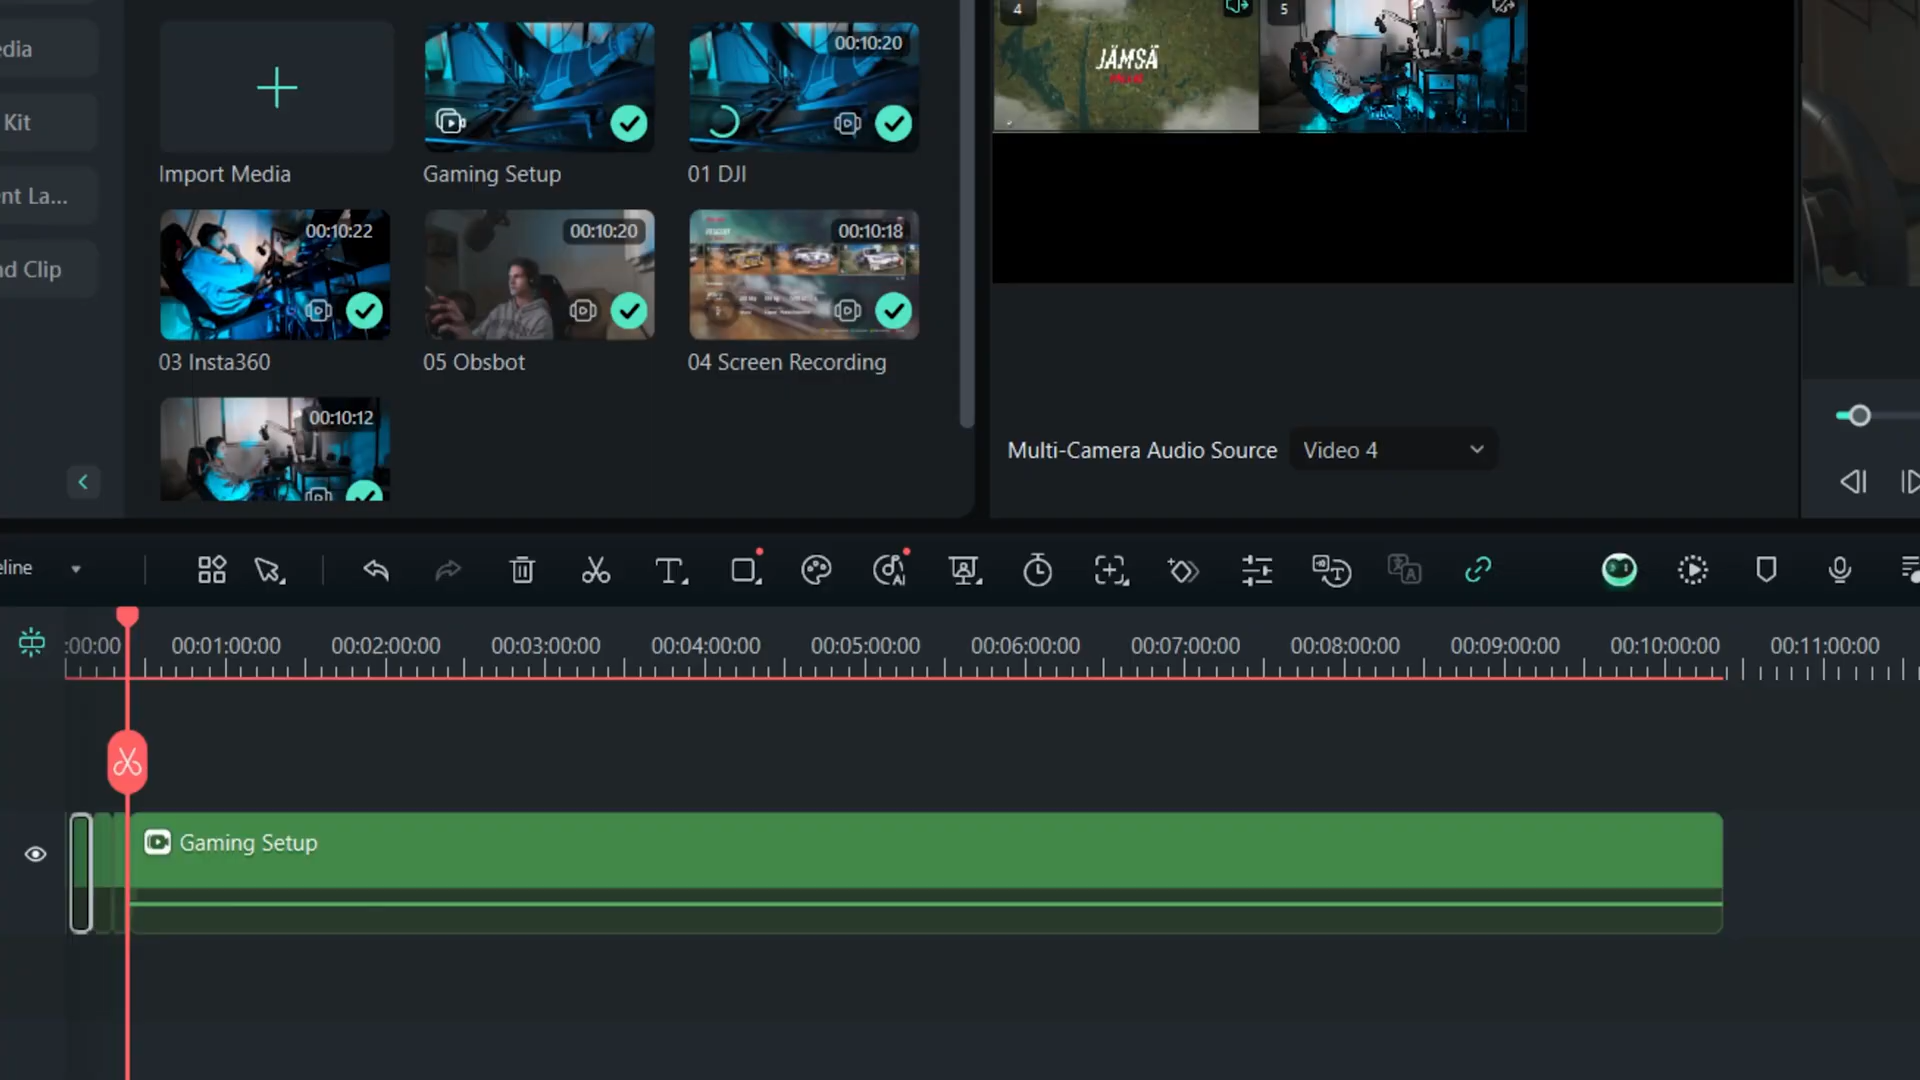 4
5
JÄMSÄ
dia
00:10:20
Kit
Import Media
Gaming Setup
01 DJI
nt La...
00:10:22
00:10:20
00:10:18
d Clip
03 Insta360
05 Obsbot
04 Screen Recording
00:10:12
Multi-Camera Audio Source
Video 4
eline
:00:00
00:01:00:00
00:02:00:00
00:03:00:00
00:04:00:00
00:05:00:00
00:06:00:00
00:07:00:00
00:08:00:00
00:09:00:00
00:10:00:00
00:11:00:00
Gaming Setup